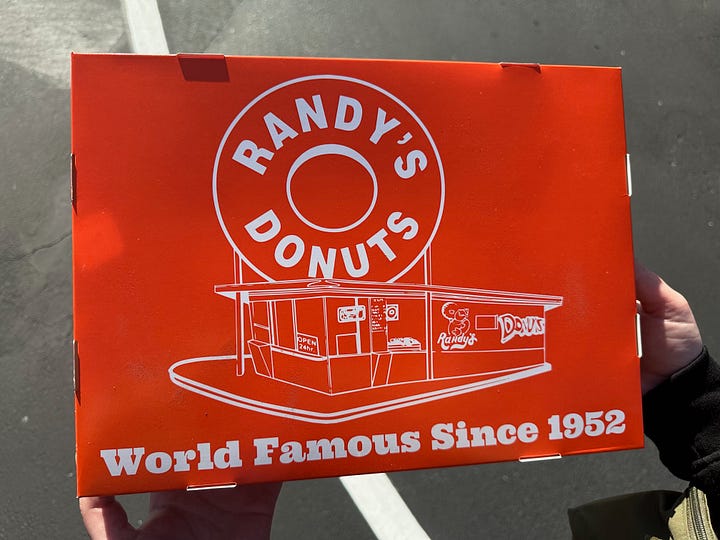 RANDY'S
DONUTS
OPEN
24hr.
Randy's
DONUTS
World Famous Since 1952